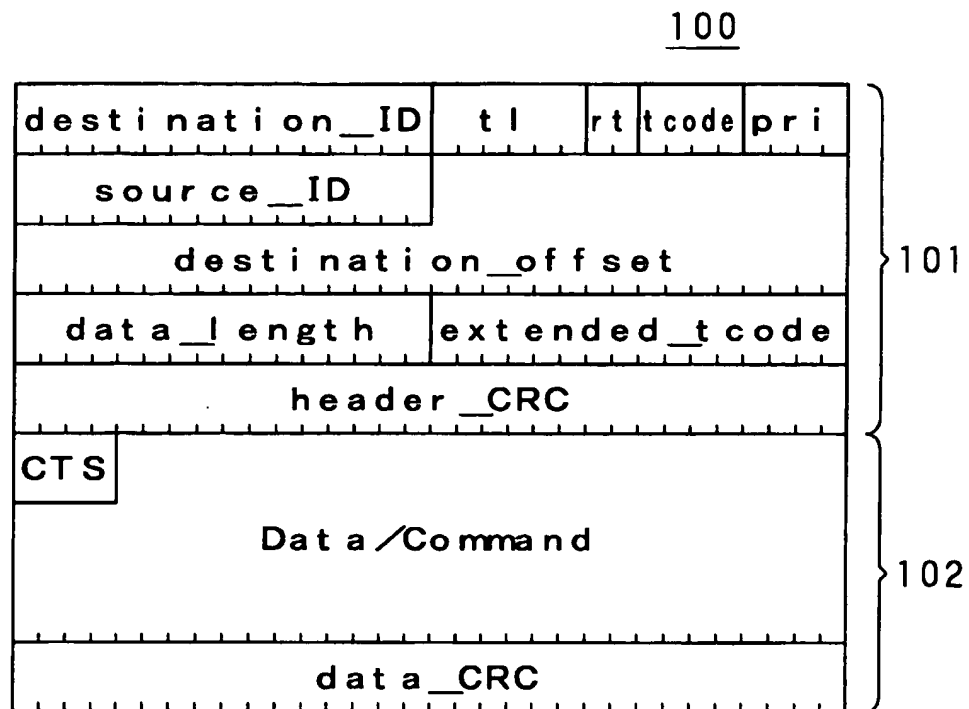 100
destination_ID tl rt tcode pri
source_ID
destination_offset
101
data_length extended_tcode
header_CRC
CTS
Data/Command
102
data_CRC